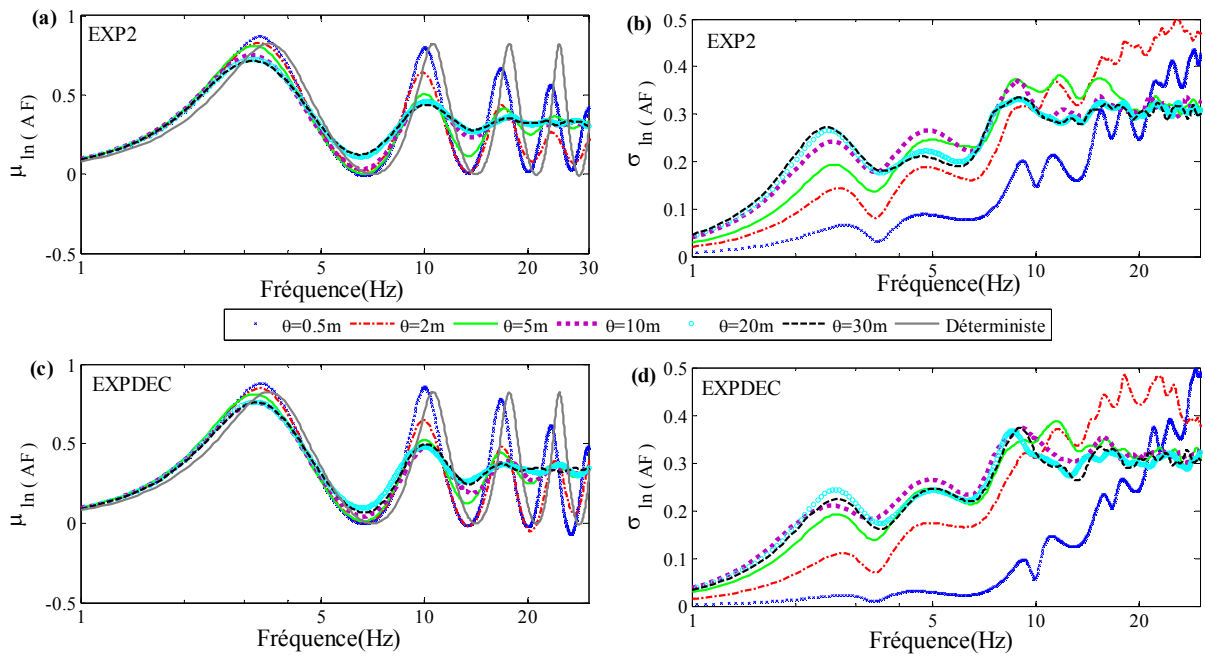 (a)
EXP2
μ ln ( AF )
1
0.5
0
-0.5
1 5 10 20 30
Fréquence(Hz)
(b)
EXP2
σ ln ( AF )
0.5
0.4
0.3
0.2
0.1
0
1 5 10 20
Fréquence(Hz)
θ=0.5m θ=2m θ=5m θ=10m θ=20m θ=30m Déterministe
(c)
EXPDEC
μ ln ( AF )
1
0.5
0
-0.5
1 5 10 20 30
Fréquence(Hz)
(d)
EXPDEC
σ ln ( AF )
0.5
0.4
0.3
0.2
0.1
0
1 5 10 20
Fréquence(Hz)